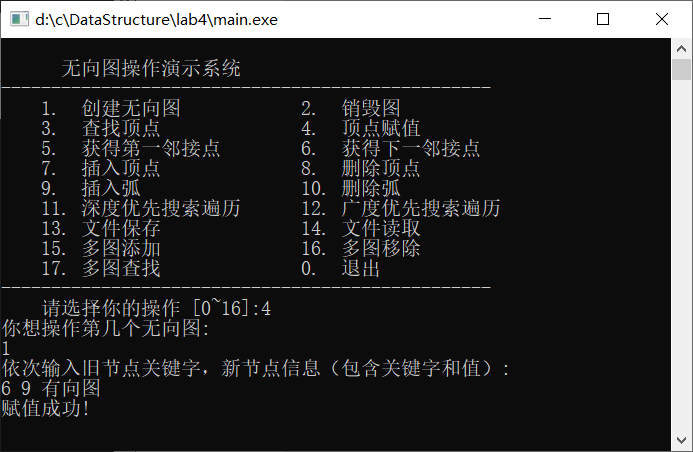 d:\c\DataStructure\lab4\main.exe
无向图操作演示系统
--------------------------------------------------
1. 创建无向图 2. 销毁图
3. 查找顶点 4. 顶点赋值
5. 获得第一邻接点 6. 获得下一邻接点
7. 插入顶点 8. 删除顶点
9. 插入弧 10. 删除弧
11. 深度优先搜索遍历 12. 广度优先搜索遍历
13. 文件保存 14. 文件读取
15. 多图添加 16. 多图移除
17. 多图查找 0. 退出
--------------------------------------------------
请选择你的操作 [0~16]:4
你想操作第几个无向图:
1
依次输入旧节点关键字，新节点信息（包含关键字和值）:
6 9 有向图
赋值成功!